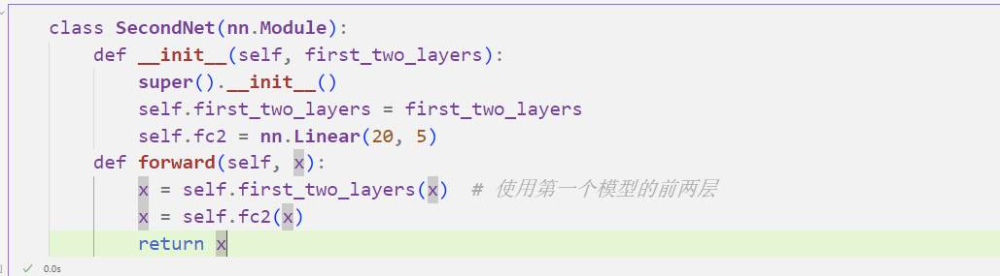 class SecondNet(nn.Module):
    def __init__(self, first_two_layers):
        super().__init__()
        self.first_two_layers = first_two_layers
        self.fc2 = nn.Linear(20, 5)
    def forward(self, x):
        x = self.first_two_layers(x)  # 使用第一个模型的前两层
        x = self.fc2(x)
        return x
✓ 0.0s